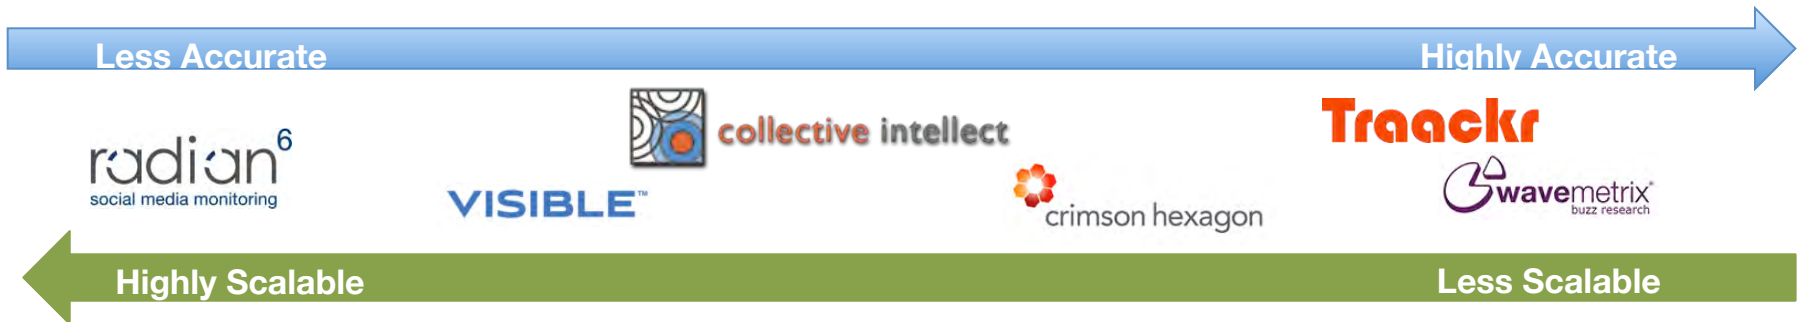 Less Accurate
Highly Accurate
radian6
social media monitoring
collective intellect
Traackr
VISIBLE™
crimson hexagon
wavemetrix®
buzz research
Highly Scalable
Less Scalable